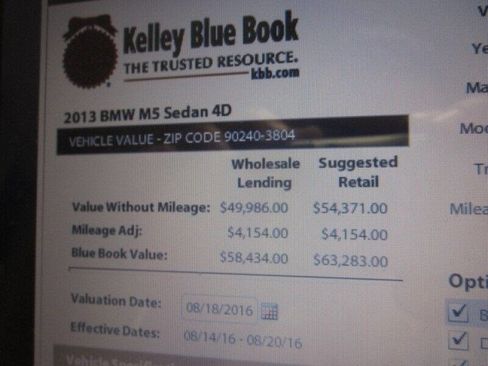 Kelley Blue Book
THE TRUSTED RESOURCE.
kbb.com
2013 BMW M5 Sedan 4D
VEHICLE VALUE - ZIP CODE 90240-3804
Wholesale Lending Suggested Retail
Value Without Mileage: $49,986.00 $54,371.00
Mileage Adj: $4,154.00 $4,154.00
Blue Book Value: $58,434.00 $63,283.00
Valuation Date: 08/18/2016
Effective Dates: 08/14/16 - 08/20/16
V
Ye
Ma
Mo
Tr
Milea
Opti
B
D